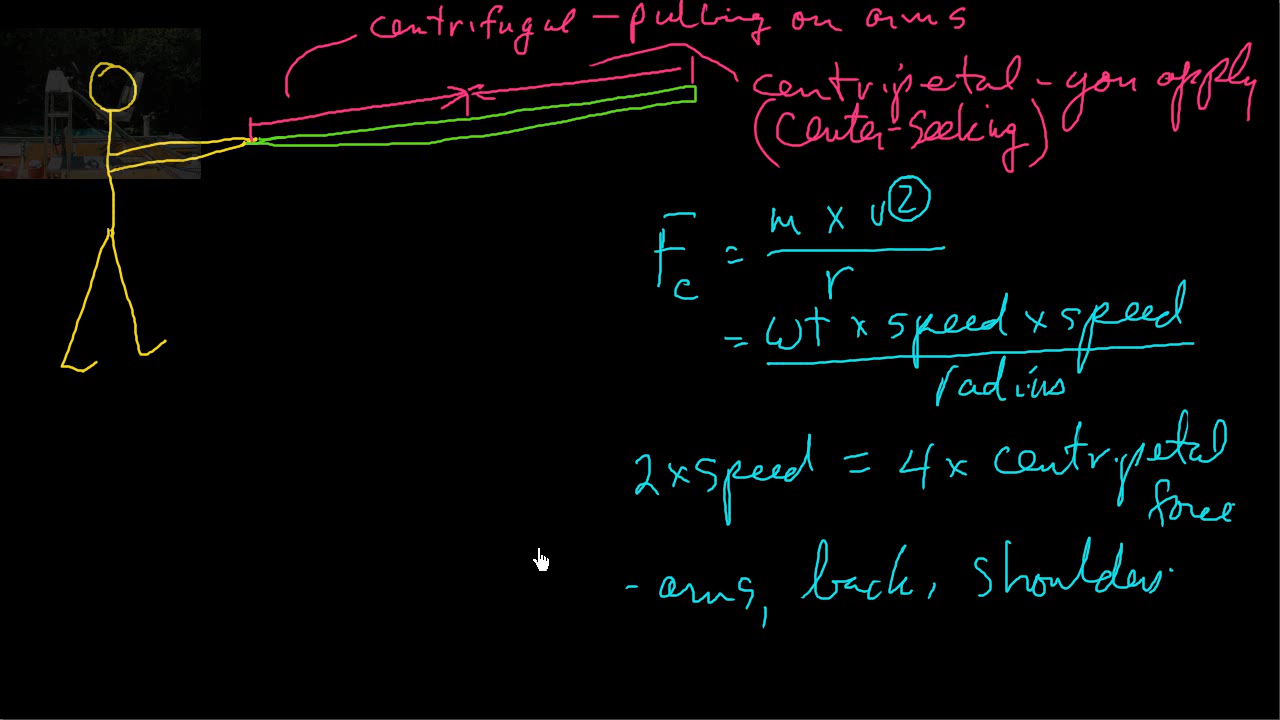 centrifugal - pulling on arms
centripetal - you apply
(Center-Seeking)
F̅c = m x v²/r
= wt x speed x speed / radius
2 x speed = 4 x centripetal
force
- arms, back, shoulders